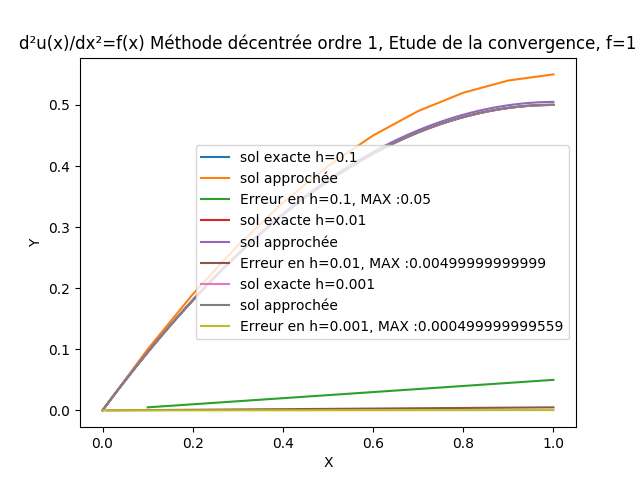 d²u(x)/dx²=f(x) Méthode décentrée ordre 1, Etude de la convergence, f=1
Y
0.5
0.4
0.3
0.2
0.1
0.0
sol exacte h=0.1
sol approchée
Erreur en h=0.1, MAX :0.05
sol exacte h=0.01
sol approchée
Erreur en h=0.01, MAX :0.00499999999999
sol exacte h=0.001
sol approchée
Erreur en h=0.001, MAX :0.000499999999559
0.0 0.2 0.4 0.6 0.8 1.0
X